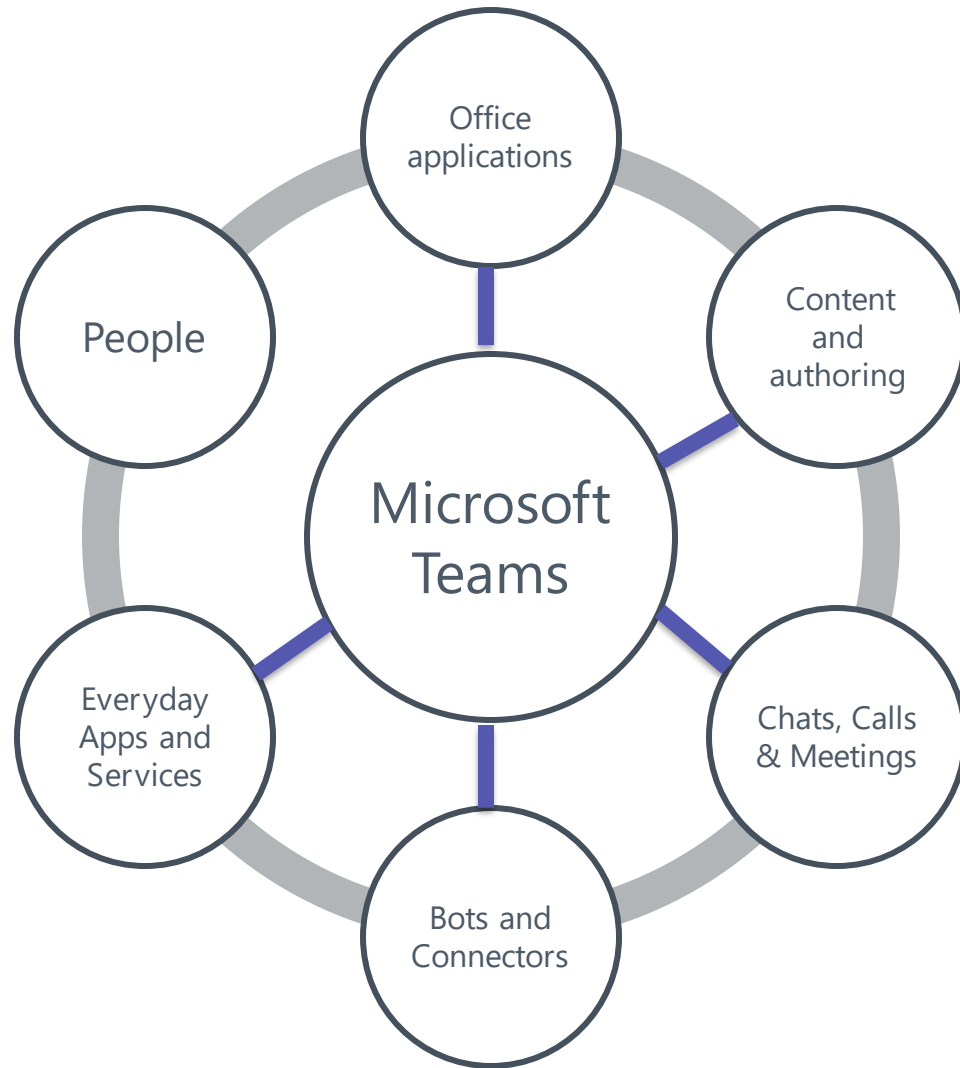 Office
applications
Content
and
authoring
People
Microsoft
Teams
Everyday
Apps and
Services
Chats, Calls
& Meetings
Bots and
Connectors